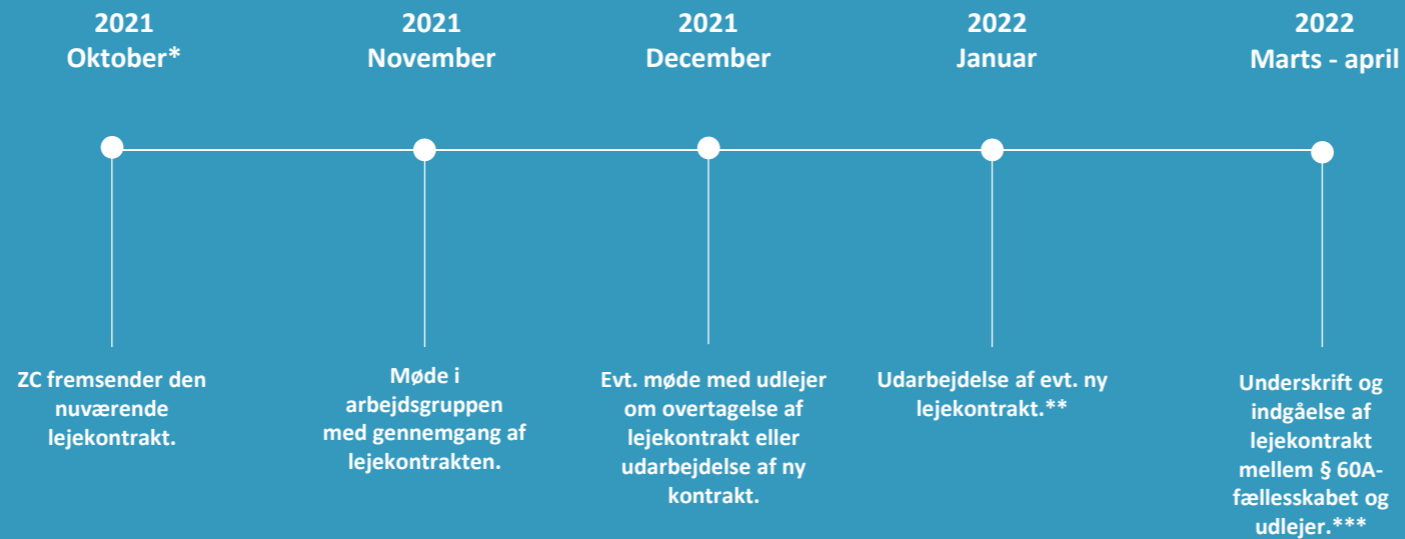 2021
Oktober*
2021
November
2021
December
2022
Januar
2022
Marts - april
ZC fremsender den
nuværende
lejekontrakt.
Møde i
arbejdsgruppen
med gennemgang af
lejekontrakten.
Evt. møde med udlejer
om overtagelse af
lejekontrakt eller
udarbejdelse af ny
kontrakt.
Udarbejdelse af evt. ny
lejekontrakt.**
Underskrift og
indgåelse af
lejekontrakt
mellem § 60A-
fællesskabet og
udlejer.***